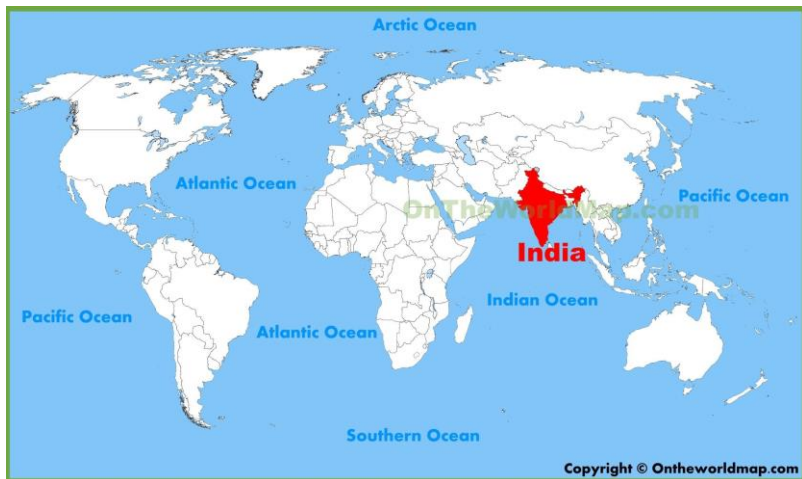 Arctic Ocean
Atlantic Ocean
Pacific Ocean
OnTheWorldMap.com
India
Indian Ocean
Pacific Ocean
Atlantic Ocean
Southern Ocean
Copyright © Ontheworldmap.com